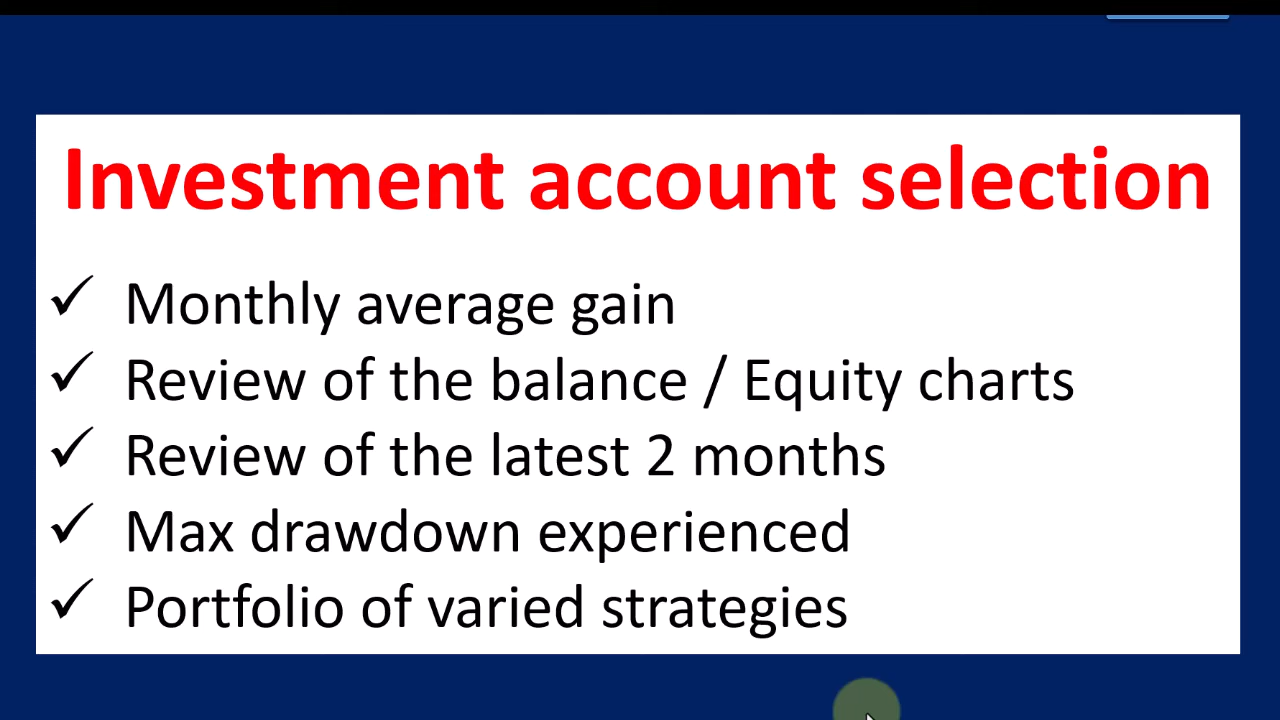 Investment account selection
✓ Monthly average gain
✓ Review of the balance / Equity charts
✓ Review of the latest 2 months
✓ Max drawdown experienced
✓ Portfolio of varied strategies